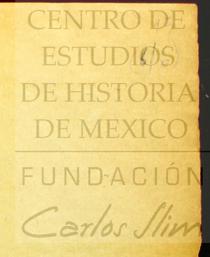 CENTRO DE
ESTUDIOS
DE HISTORIA
DE MEXICO
FUNDACIÓN
Carlos Slim